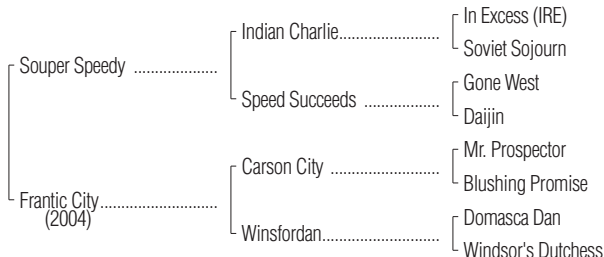 In Excess (IRE)
Indian Charlie....................
Soviet Sojourn
Souper Speedy ..................
Gone West
Speed Succeeds ................
Daijin
Mr. Prospector
Carson City .......................
Blushing Promise
Frantic City.........................
(2004)
Domasca Dan
Winsfordan.........................
Windsor's Dutchess